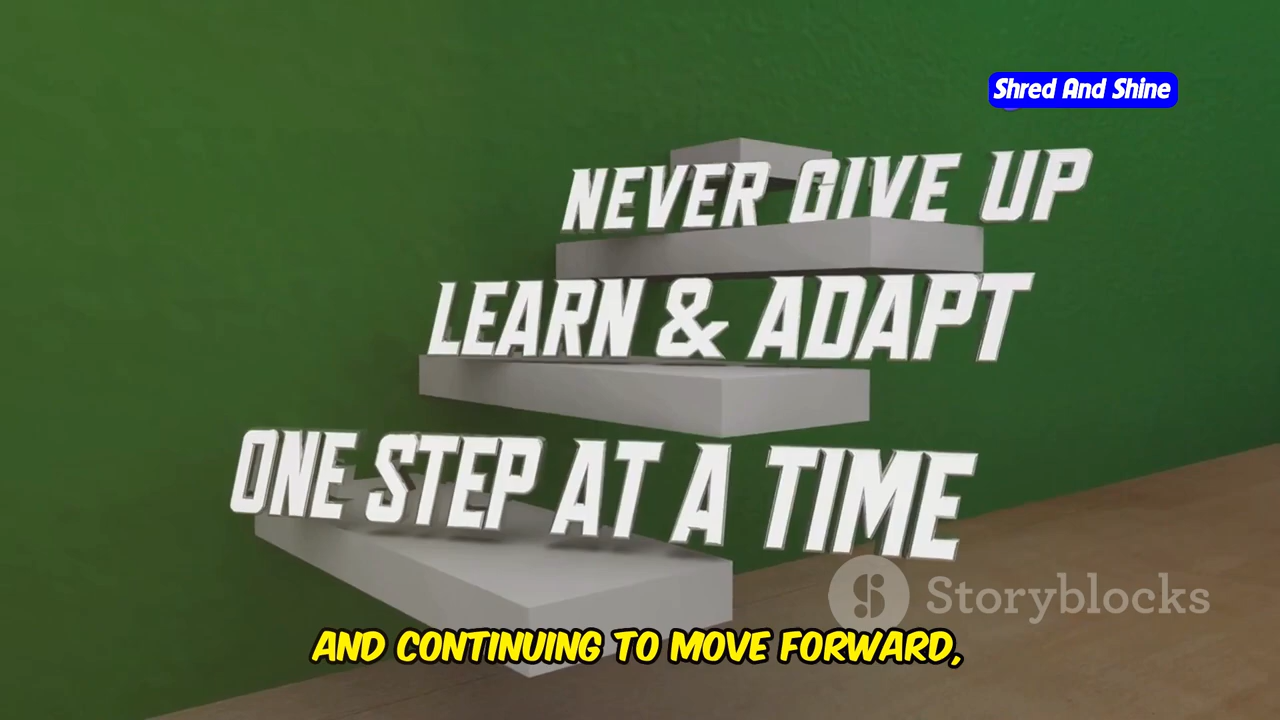 Shred And Shine
NEVER GIVE UP
LEARN & ADAPT
ONE STEP AT A TIME
Storyblocks
AND CONTINUING TO MOVE FORWARD,